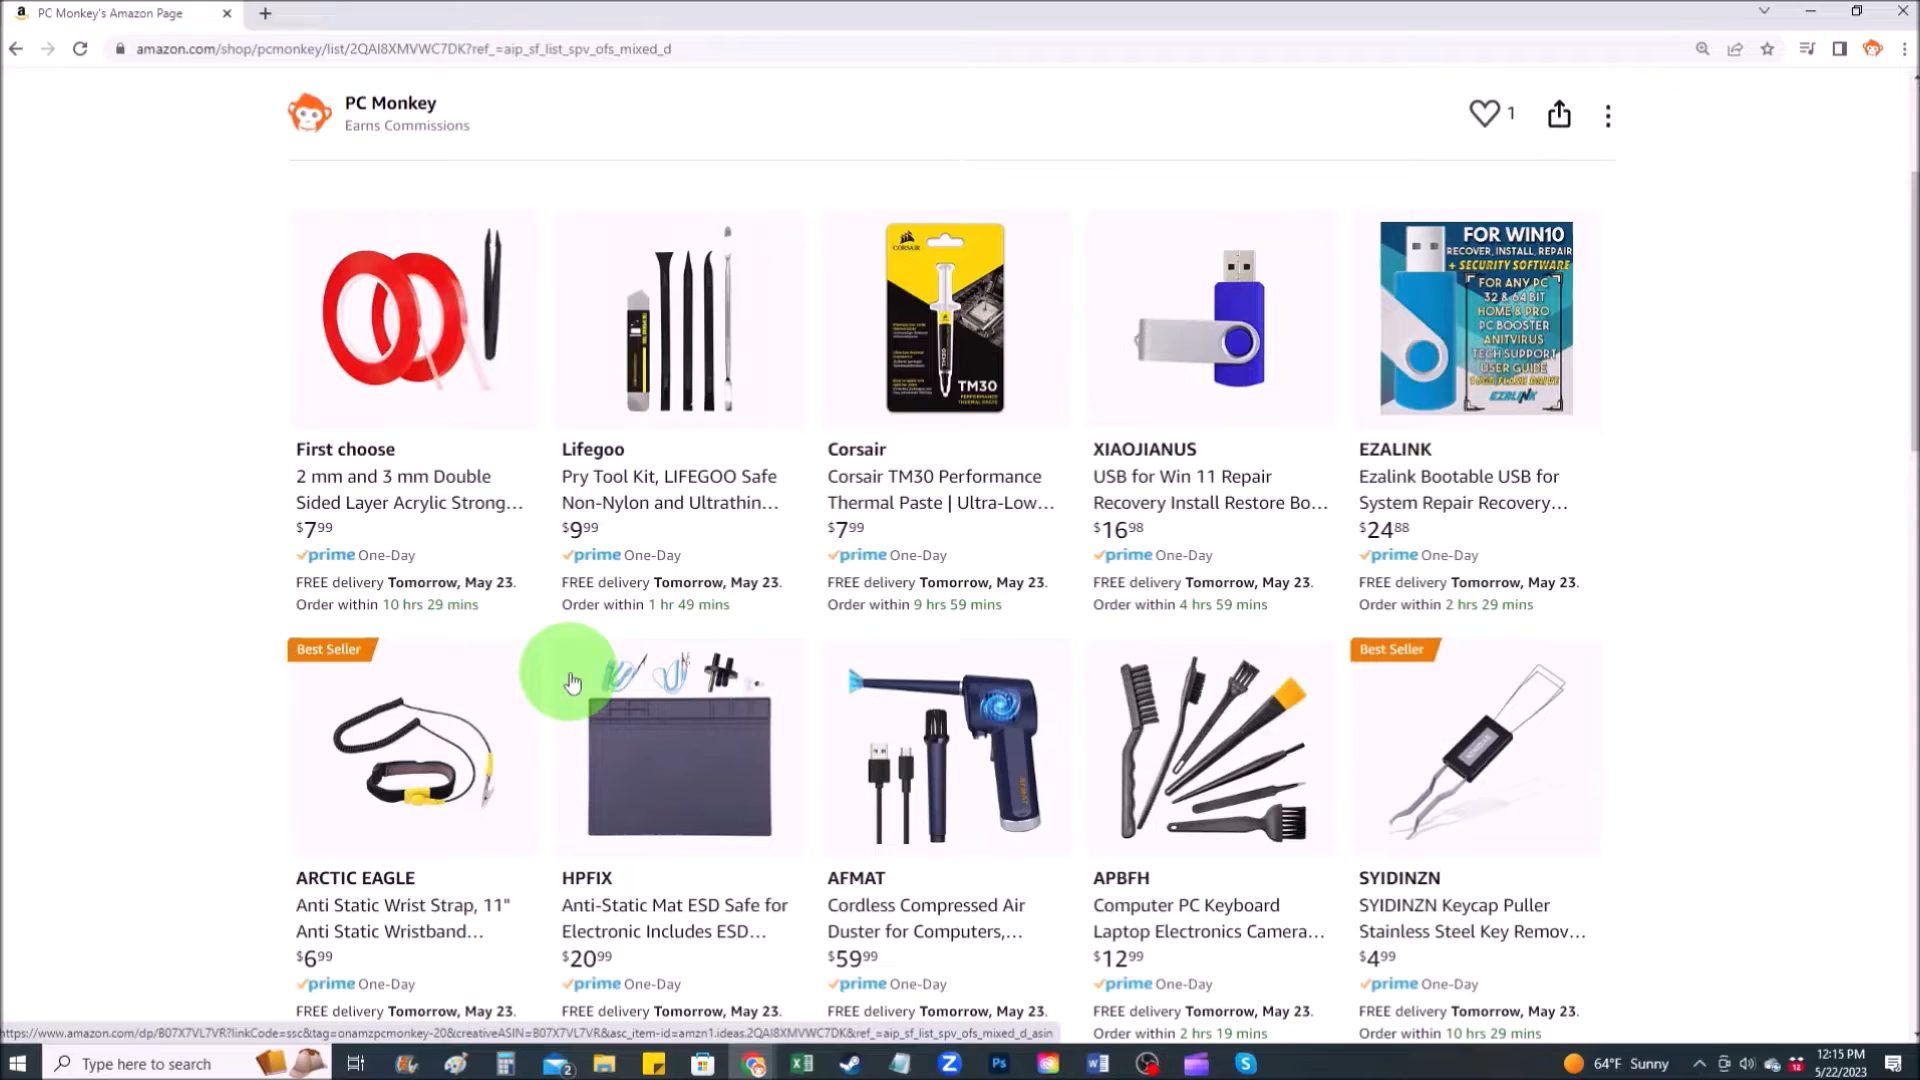 PC Monkey's Amazon Page
amazon.com/shop/pcmonkey/list/2QAI8XMVWC7DK?ref_=aip_sf_list_spv_ofs_mixed_d
PC Monkey
Earns Commissions
1
CORSAIR
TM30
TM30
FOR WIN10
RECOVER, INSTALL, REPAIR
+ SECURITY SOFTWARE
FOR ANY PC
32 & 64 BIT
HOME & PRO
PC BOOSTER
ANITVIRUS
TECH SUPPORT
USER GUIDE
16GB FLASH DRIVE
EZALINK
First choose
2 mm and 3 mm Double
Sided Layer Acrylic Strong...
$7.99
prime One-Day
FREE delivery Tomorrow, May 23.
Order within 10 hrs 29 mins
Lifegoo
Pry Tool Kit, LIFEGOO Safe
Non-Nylon and Ultrathin...
$9.99
prime One-Day
FREE delivery Tomorrow, May 23.
Order within 1 hr 49 mins
Corsair
Corsair TM30 Performance
Thermal Paste | Ultra-Low...
$7.99
prime One-Day
FREE delivery Tomorrow, May 23.
Order within 9 hrs 59 mins
XIAOJIANUS
USB for Win 11 Repair
Recovery Install Restore Bo...
$16.98
prime One-Day
FREE delivery Tomorrow, May 23.
Order within 4 hrs 59 mins
EZALINK
Ezalink Bootable USB for
System Repair Recovery...
$24.88
prime One-Day
FREE delivery Tomorrow, May 23.
Order within 2 hrs 29 mins
Best Seller
ARCTIC EAGLE
Anti Static Wrist Strap, 11"
Anti Static Wristband...
$6.99
prime One-Day
FREE delivery Tomorrow, May 23.
HPFIX
Anti-Static Mat ESD Safe for
Electronic Includes ESD...
$20.99
prime One-Day
FREE delivery Tomorrow, May 23.
AFMAT
Cordless Compressed Air
Duster for Computers,...
$59.99
prime One-Day
FREE delivery Tomorrow, May 23.
APBFH
Computer PC Keyboard
Laptop Electronics Camera...
$12.99
prime One-Day
FREE delivery Tomorrow, May 23.
Order within 2 hrs 19 mins
Best Seller
SYIDINZN
SYIDINZN Keycap Puller
Stainless Steel Key Remov...
$4.99
prime One-Day
FREE delivery Tomorrow, May 23.
Order within 10 hrs 29 mins
https://www.amazon.com/dp/B07X7VL7VR?linkCode=ssc&tag=onamzpcmonkey-20&creativeASIN=B07X7VL7VR&asc_item-id=amzn1.ideas.2QAI8XMVWC7DK&ref_=aip_sf_list_spv_ofs_mixed_d_asin
Type here to search
2
64°F Sunny
12
12:15 PM
5/22/2023